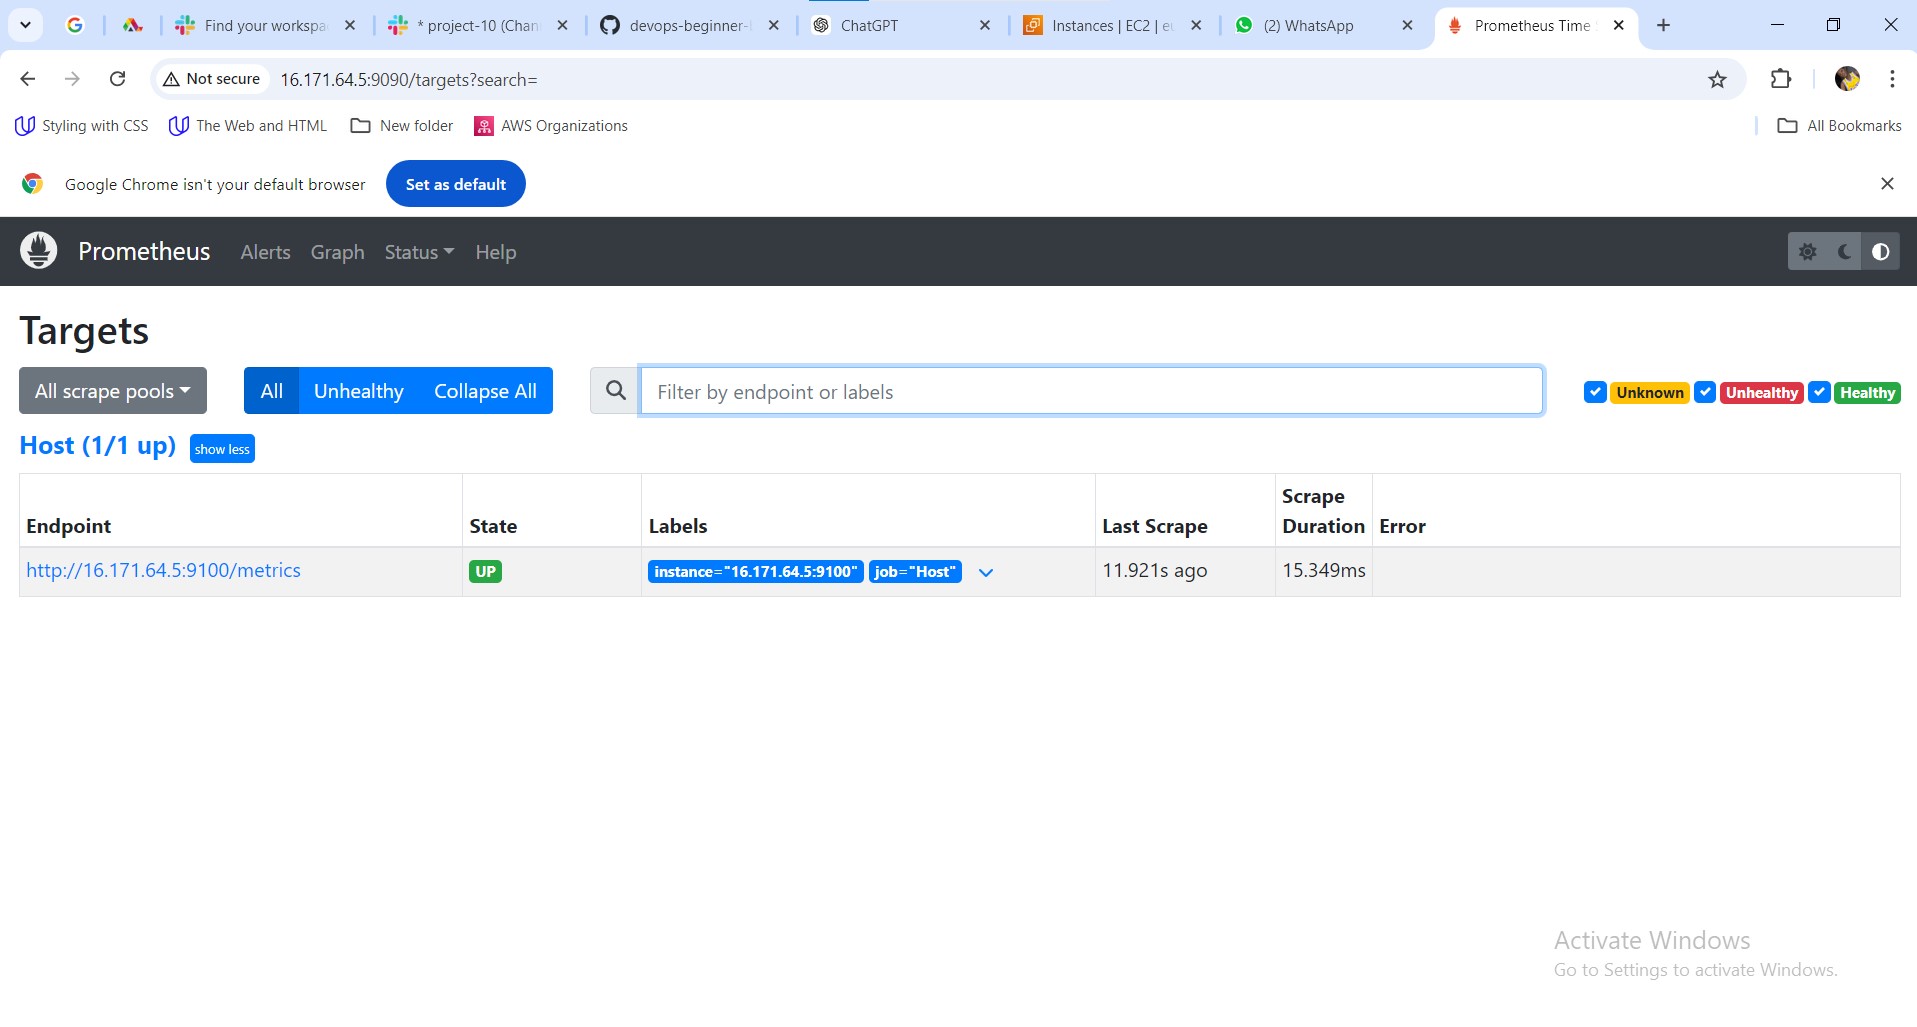 Find your workspa
* project-10 (Chan
devops-beginner-
ChatGPT
Instances | EC2 | eu
(2) WhatsApp
Prometheus Time
Not secure 16.171.64.5:9090/targets?search=
Styling with CSS The Web and HTML New folder AWS Organizations All Bookmarks
Google Chrome isn't your default browser Set as default
Prometheus Alerts Graph Status Help
Targets
All scrape pools All Unhealthy Collapse All Filter by endpoint or labels Unknown Unhealthy Healthy
Host (1/1 up) show less
Endpoint State Labels Last Scrape Scrape Duration Error
http://16.171.64.5:9100/metrics UP instance="16.171.64.5:9100" job="Host" 11.921s ago 15.349ms
Activate Windows
Go to Settings to activate Windows.